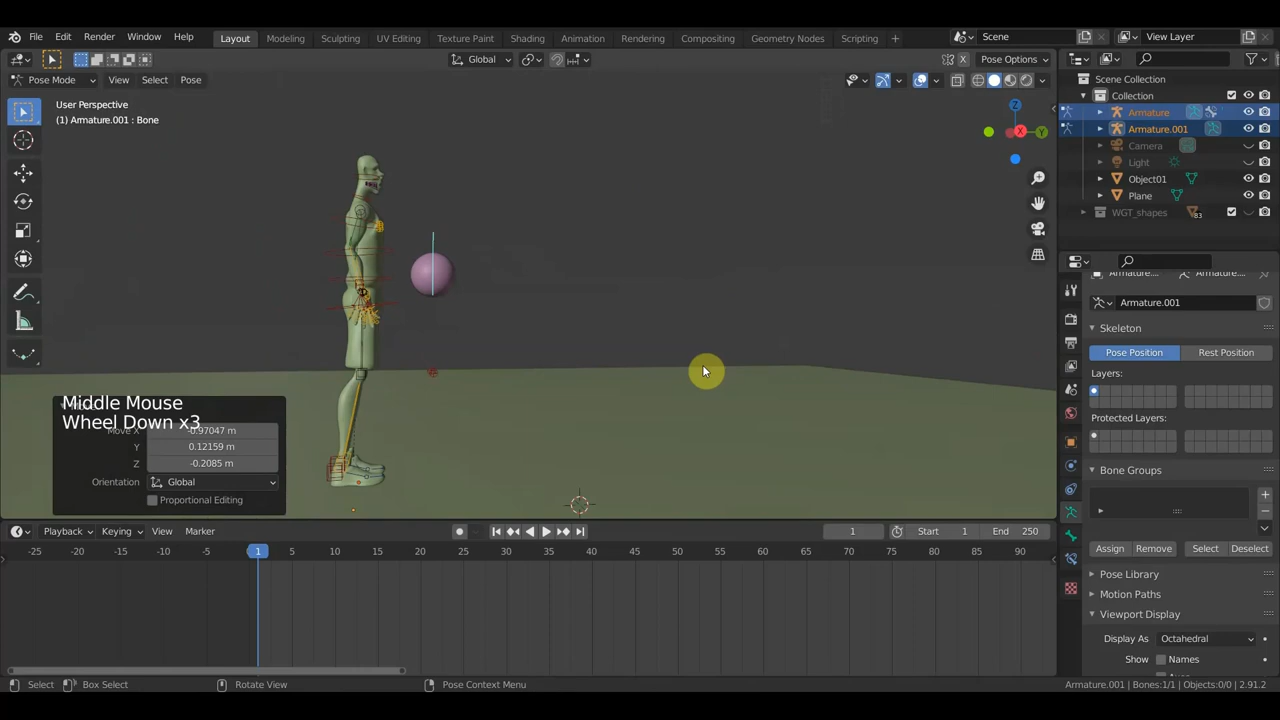 File Edit Render Window Help Layout Modeling Sculpting UV Editing Texture Paint Shading Animation Rendering Compositing Geometry Nodes Scripting + Scene View Layer
Global Pose Options
Pose Mode View Select Pose
User Perspective
(1) Armature.001 : Bone
Scene Collection
Collection
Armature
Armature.001
Camera
Light
Object01
Plane
WGT_shapes
83
X
Y
Z
Armature.... Armature....
Armature.001
Skeleton
Pose Position Rest Position
Layers:
Protected Layers:
Bone Groups
Assign Remove Select Deselect
Pose Library
Motion Paths
Viewport Display
Display As Octahedral
Show Names
Middle Mouse
Wheel Down x3
Move X -0.97047 m
Y 0.12159 m
Z -0.2085 m
Orientation Global
Proportional Editing
Playback Keying View Marker 1 Start 1 End 250
-25 -20 -15 -10 -5 1 5 10 15 20 25 30 35 40 45 50 55 60 65 70 75 80 85 90
Select Box Select Rotate View Pose Context Menu Armature.001 | Bones:1/1 | Objects:0/0 | 2.91.2